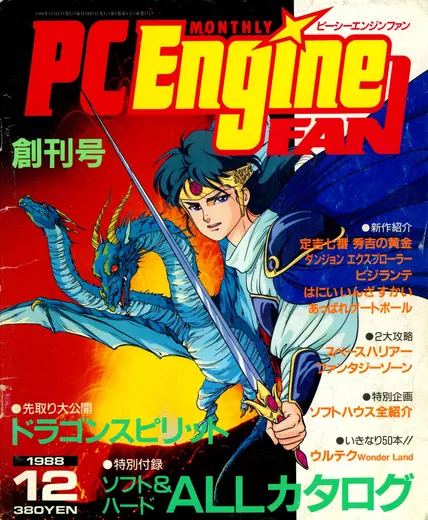 MONTHLY
ピーシーエンジンファン
PC Engine
FAN
創刊号
●新作紹介
定吉七番 秀吉の黄金
ダンジョン エクスプローラー
ビジランテ
はにい いんざ すかい
あっぱれゲートボール
●2大攻略
スペースハリアー
ファンタジーゾーン
●特別企画
ソフトハウス全紹介
●いきなり50本!!
ウルテクWonder Land
●先取り大公開
ドラゴンスピリット
1988
12
380YEN
●特別付録
ソフト&
ハード
ALLカタログ